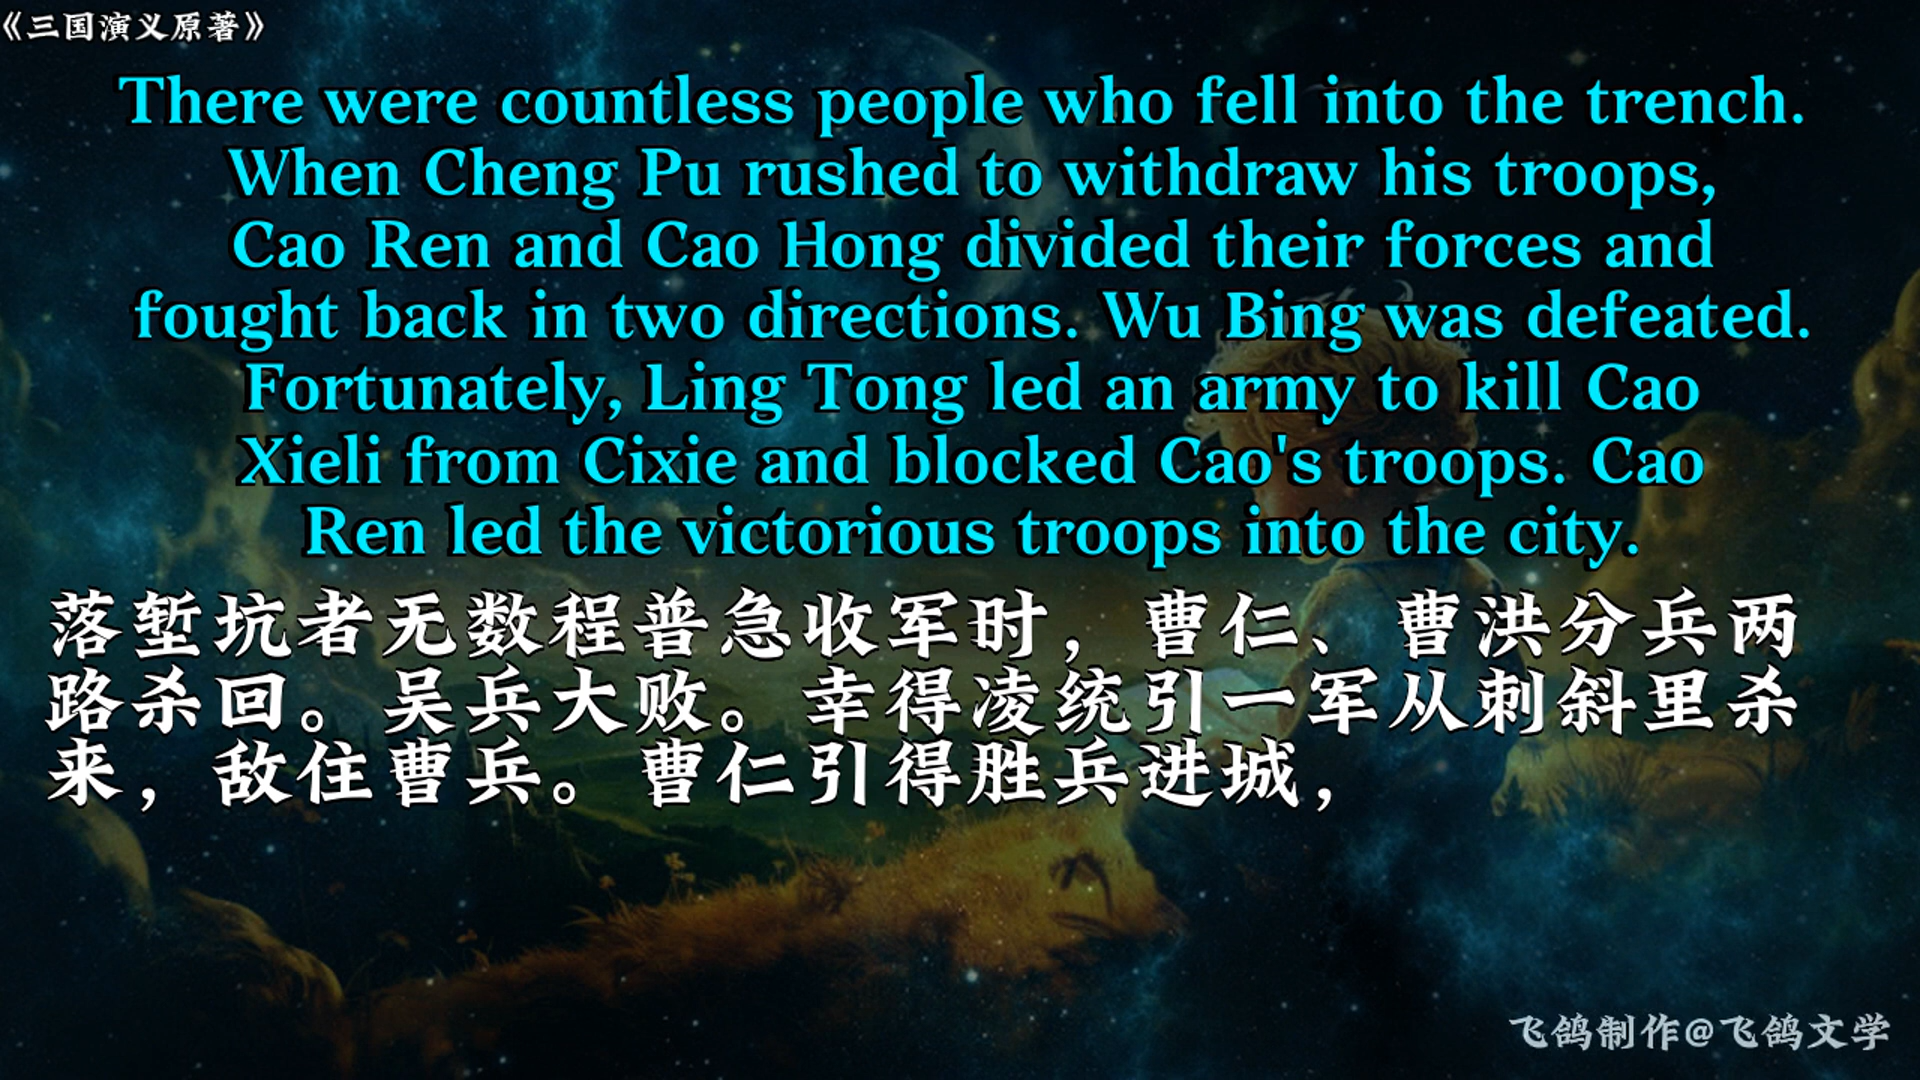 《三国演义原著》
There were countless people who fell into the trench.
When Cheng Pu rushed to withdraw his troops,
Cao Ren and Cao Hong divided their forces and
fought back in two directions. Wu Bing was defeated.
Fortunately, Ling Tong led an army to kill Cao
Xieli from Cixie and blocked Cao's troops. Cao
Ren led the victorious troops into the city.
落堑坑者无数程普急收军时，曹仁、曹洪分兵两
路杀回。吴兵大败。幸得凌统引一军从刺斜里杀
来，敌住曹兵。曹仁引得胜兵进城，
飞鸽制作@飞鸽文学